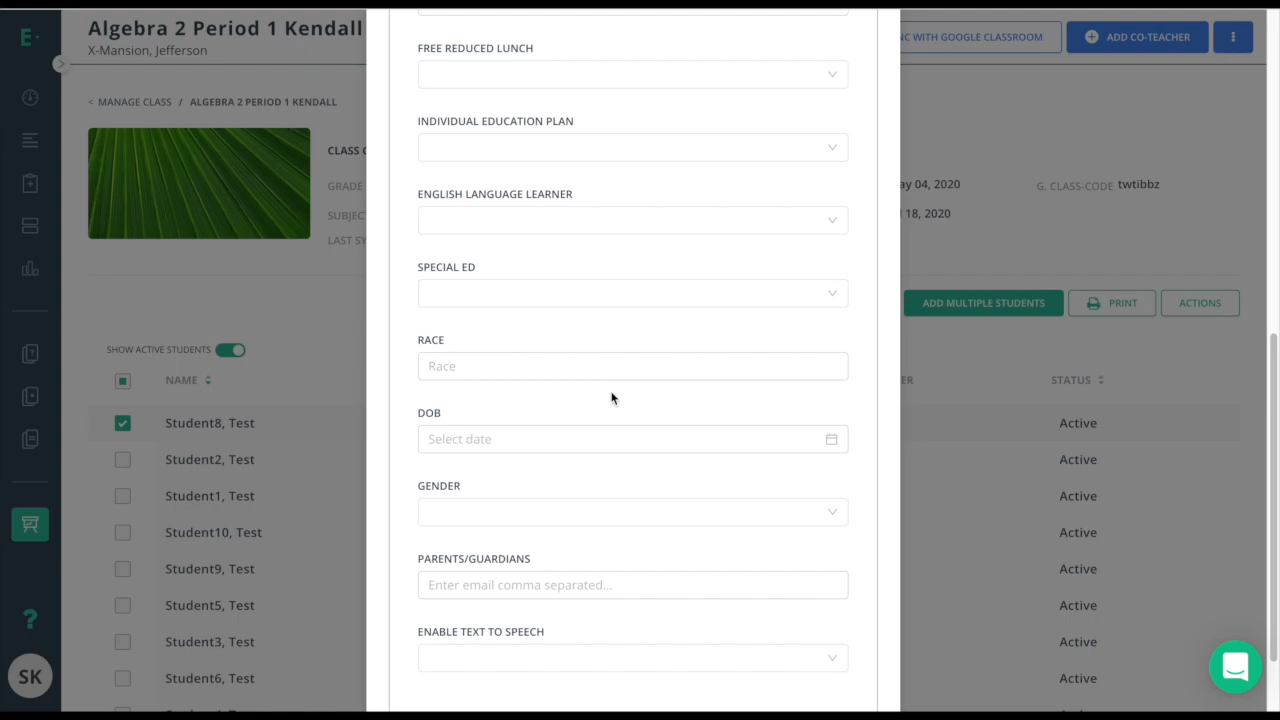 E·
Algebra 2 Period 1 Kendall
X-Mansion, Jefferson
NC WITH GOOGLE CLASSROOM
ADD CO-TEACHER
< MANAGE CLASS / ALGEBRA 2 PERIOD 1 KENDALL
CLASS
GRADE
SUBJECT
LAST SY
ay 04, 2020
18, 2020
G. CLASS-CODE twtibbz
ADD MULTIPLE STUDENTS
PRINT
ACTIONS
SHOW ACTIVE STUDENTS
NAME
ER
STATUS
Student8, Test
Active
Student2, Test
Active
Student1, Test
Active
Student10, Test
Active
Student9, Test
Active
Student5, Test
Active
Student3, Test
Active
Student6, Test
Active
FREE REDUCED LUNCH
INDIVIDUAL EDUCATION PLAN
ENGLISH LANGUAGE LEARNER
SPECIAL ED
RACE
Race
DOB
Select date
GENDER
PARENTS/GUARDIANS
Enter email comma separated...
ENABLE TEXT TO SPEECH
?
SK